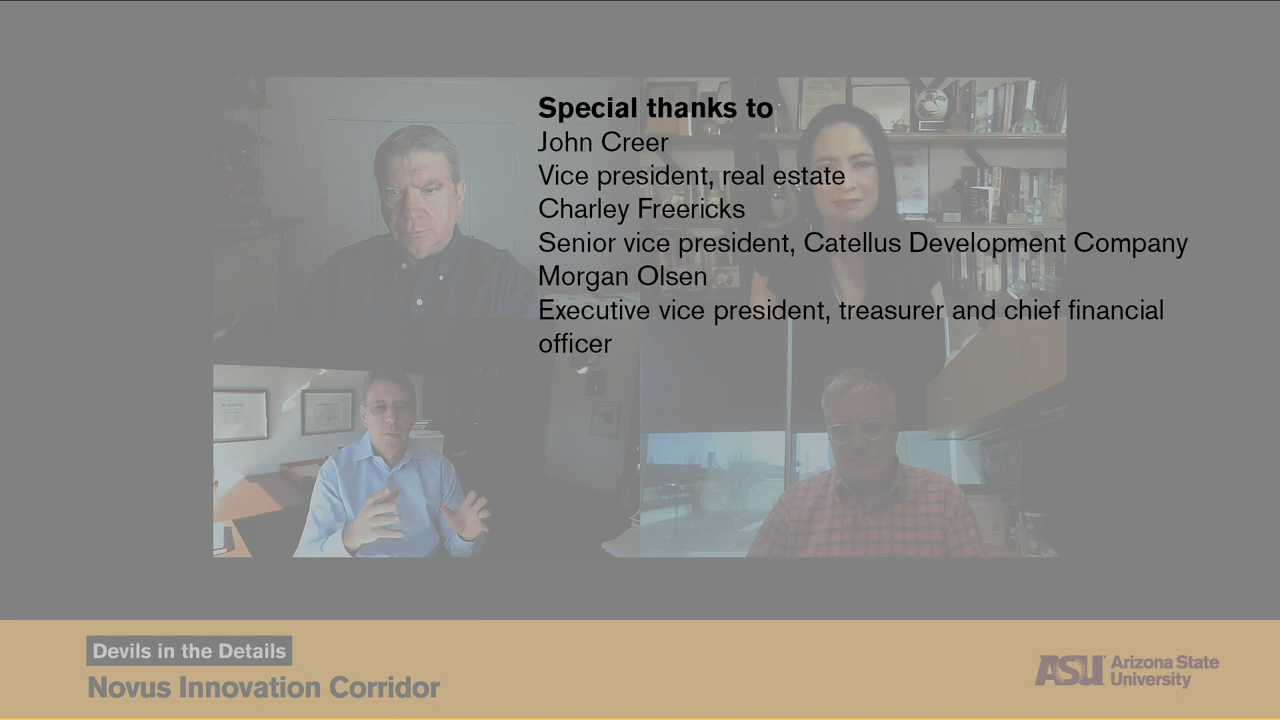 Special thanks to
John Creer
Vice president, real estate
Charley Freericks
Senior vice president, Catellus Development Company
Morgan Olsen
Executive vice president, treasurer and chief financial
officer
Devils in the Details
Novus Innovation Corridor
ASU Arizona State
University